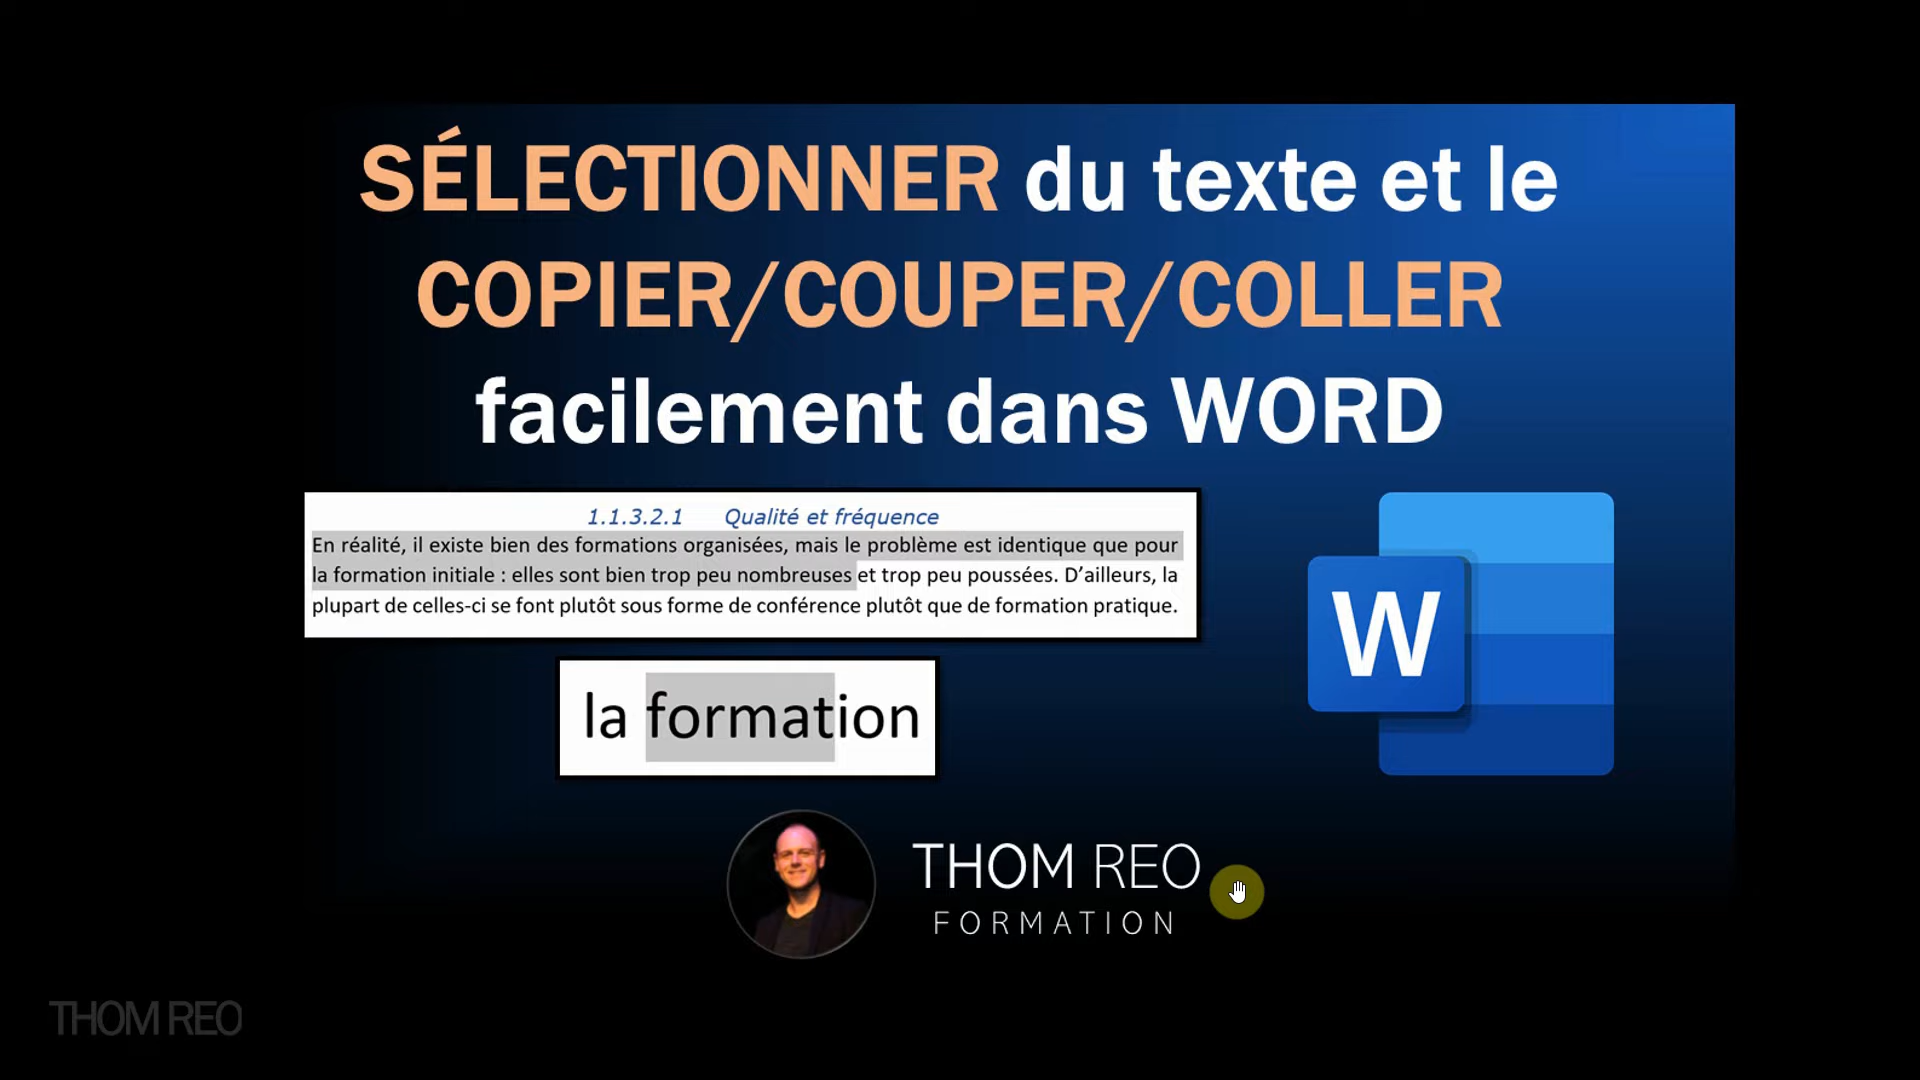 SÉLECTIONNER du texte et le
COPIER/COUPER/COLLER
facilement dans WORD
1.1.3.2.1 Qualité et fréquence
En réalité, il existe bien des formations organisées, mais le problème est identique que pour
la formation initiale : elles sont bien trop peu nombreuses et trop peu poussées. D’ailleurs, la
plupart de celles-ci se font plutôt sous forme de conférence plutôt que de formation pratique.
W
la formation
THOM REO
FORMATION
THOM REO